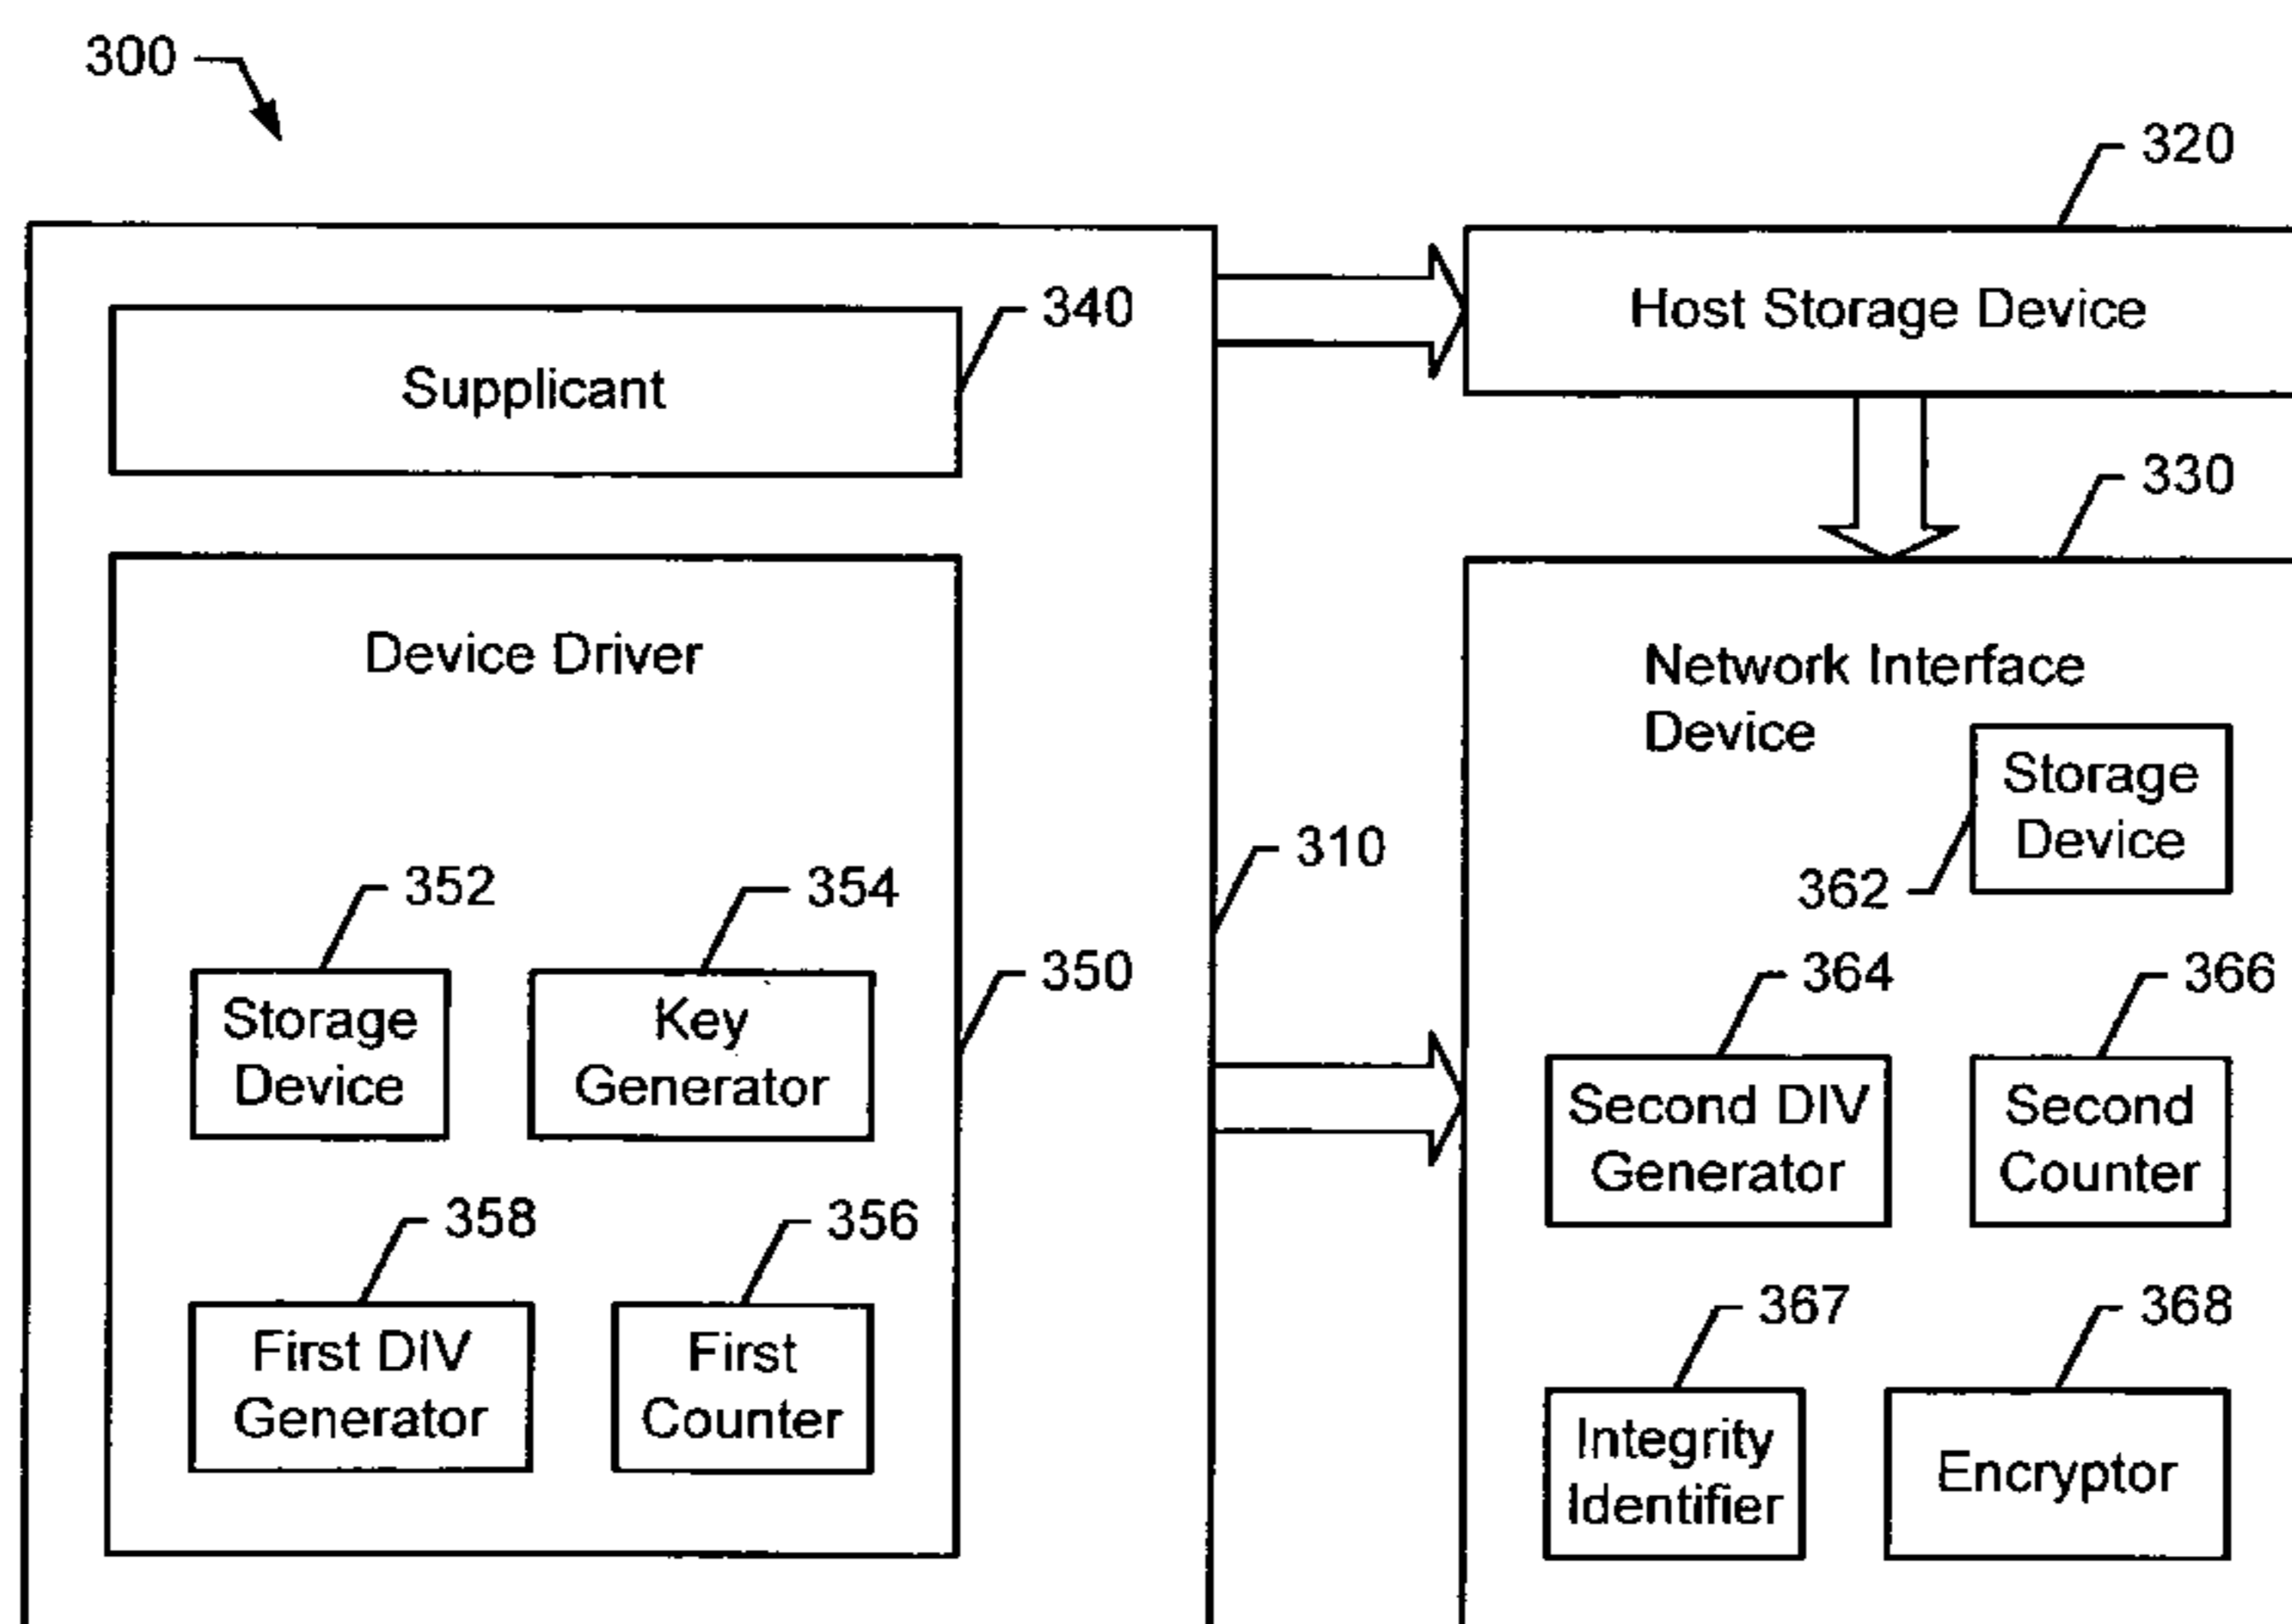 300
320
340
Host Storage Device
Supplicant
330
Device Driver
Network Interface
Device
Storage
Device
310
352
354
362
350
364
366
Storage
Device
Key
Generator
Second DIV
Generator
Second
Counter
358
356
367
368
First DIV
Generator
First
Counter
Integrity
Identifier
Encryptor